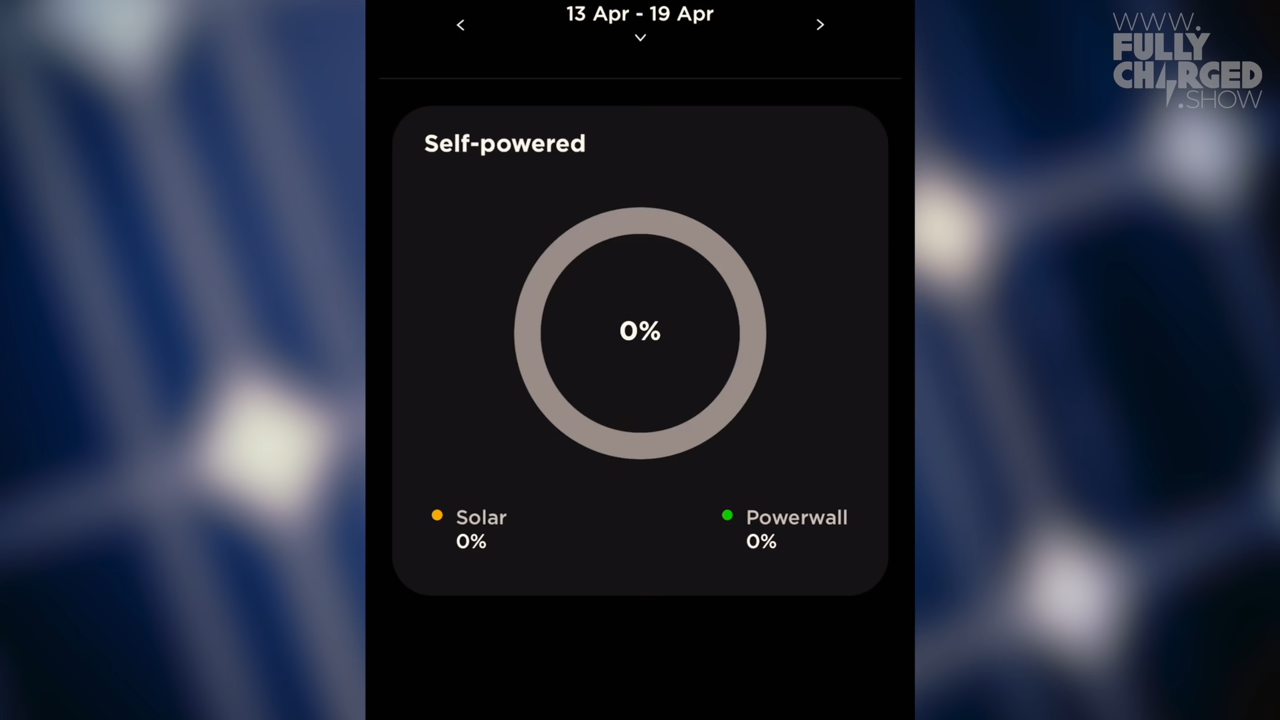 13 Apr - 19 Apr
WWW.
FULLY
CHARGED
.SHOW
Self-powered
0%
Solar
0%
Powerwall
0%